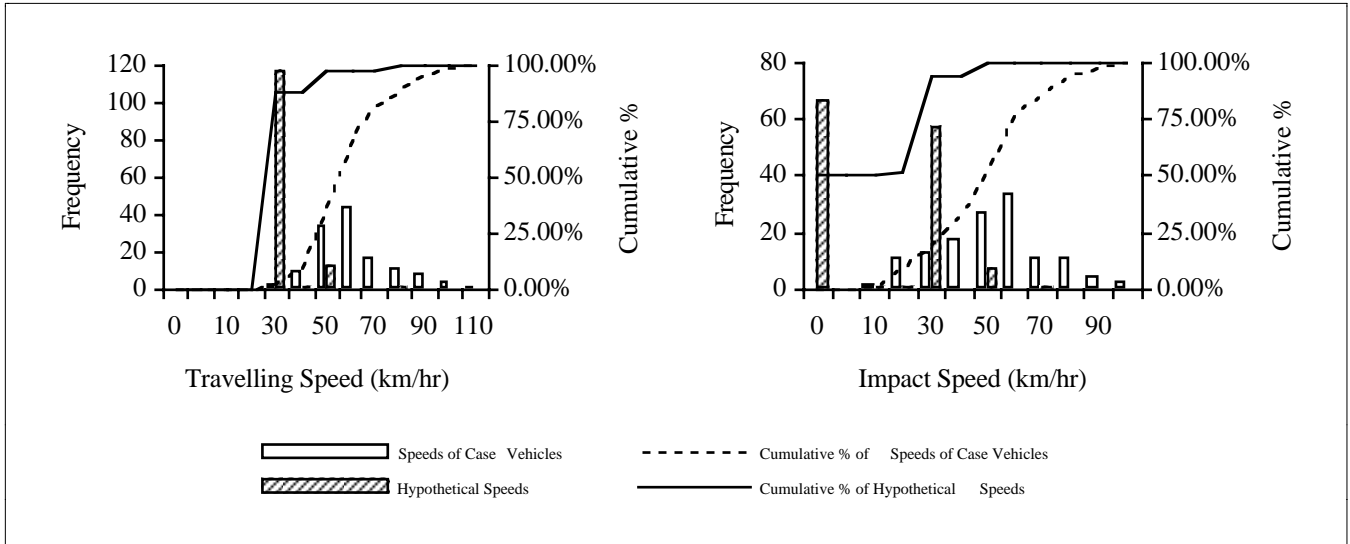 120
100
80
60
40
20
0
Frequency
100.00%
75.00%
50.00%
25.00%
0.00%
Cumulative %
0 10 30 50 70 90 110
Travelling Speed (km/hr)
80
60
40
20
0
Frequency
100.00%
75.00%
50.00%
25.00%
0.00%
Cumulative %
0 10 30 50 70 90
Impact Speed (km/hr)
Speeds of Case Vehicles
Cumulative % of Speeds of Case Vehicles
Hypothetical Speeds
Cumulative % of Hypothetical Speeds